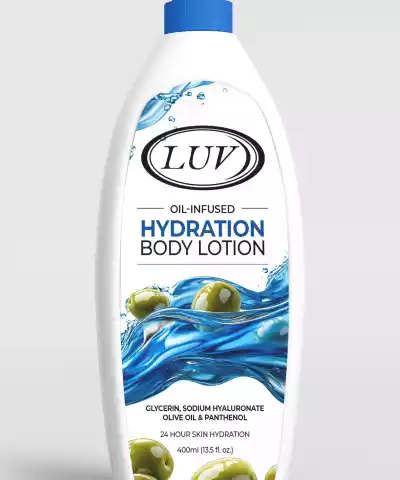 LUV
OIL-INFUSED
HYDRATION
BODY LOTION
GLYCERIN, SODIUM HYALURONATE
OLIVE OIL & PANTHENOL
24 HOUR SKIN HYDRATION
400ml (13.5 fl. oz.)